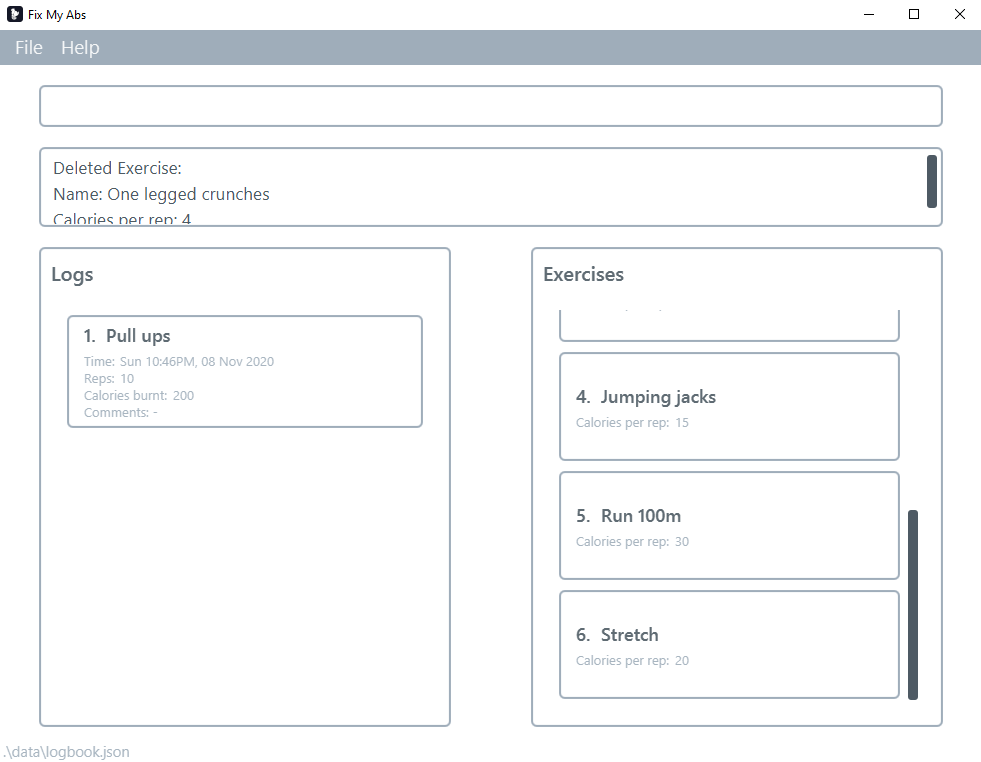 Fix My Abs
File Help
Deleted Exercise:
Name: One legged crunches
Calories per rep: 4
Logs
1. Pull ups
Time: Sun 10:46PM, 08 Nov 2020
Reps: 10
Calories burnt: 200
Comments: -
Exercises
4. Jumping jacks
Calories per rep: 15
5. Run 100m
Calories per rep: 30
6. Stretch
Calories per rep: 20
.\data\logbook.json